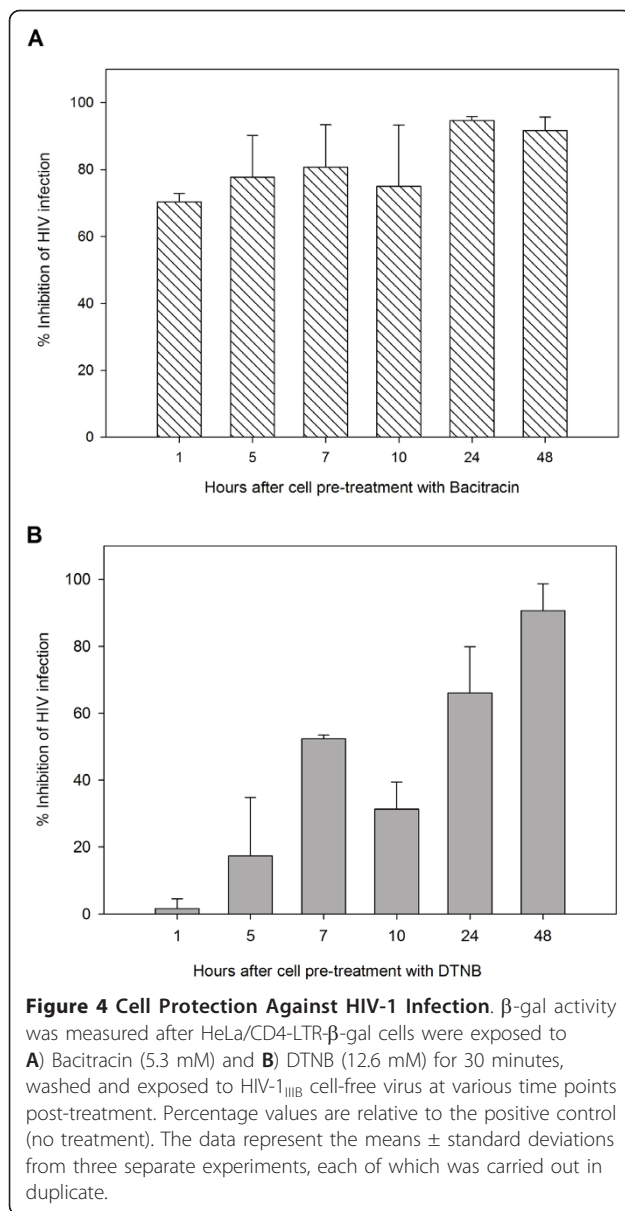 A
100
80
60
40
20
0
% Inhibition of HIV infection
1 5 7 10 24 48
Hours after cell pre-treatment with Bacitracin
B
100
80
60
40
20
0
% Inhibition of HIV infection
1 5 7 10 24 48
Hours after cell pre-treatment with DTNB
Figure 4 Cell Protection Against HIV-1 Infection. β-gal activity
was measured after HeLa/CD4-LTR-β-gal cells were exposed to
A) Bacitracin (5.3 mM) and B) DTNB (12.6 mM) for 30 minutes,
washed and exposed to HIV-1IIIB cell-free virus at various time points
post-treatment. Percentage values are relative to the positive control
(no treatment). The data represent the means ± standard deviations
from three separate experiments, each of which was carried out in
duplicate.